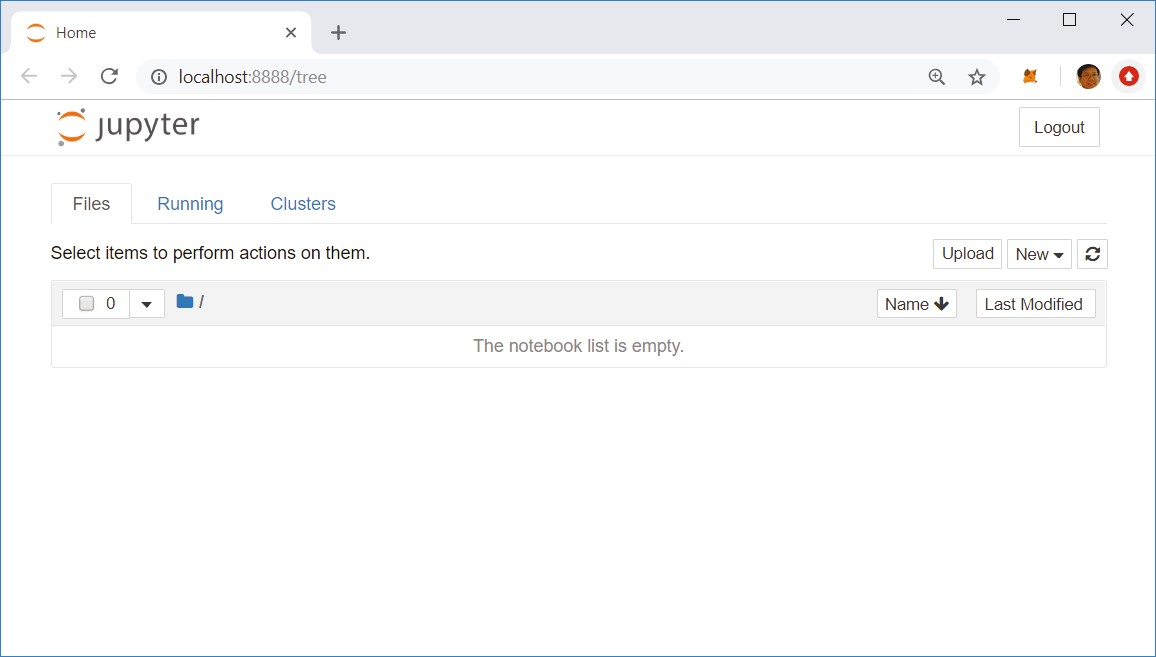 Home
localhost:8888/tree
jupyter
Logout
Files Running Clusters
Select items to perform actions on them.
Upload New
0 / Name Last Modified
The notebook list is empty.